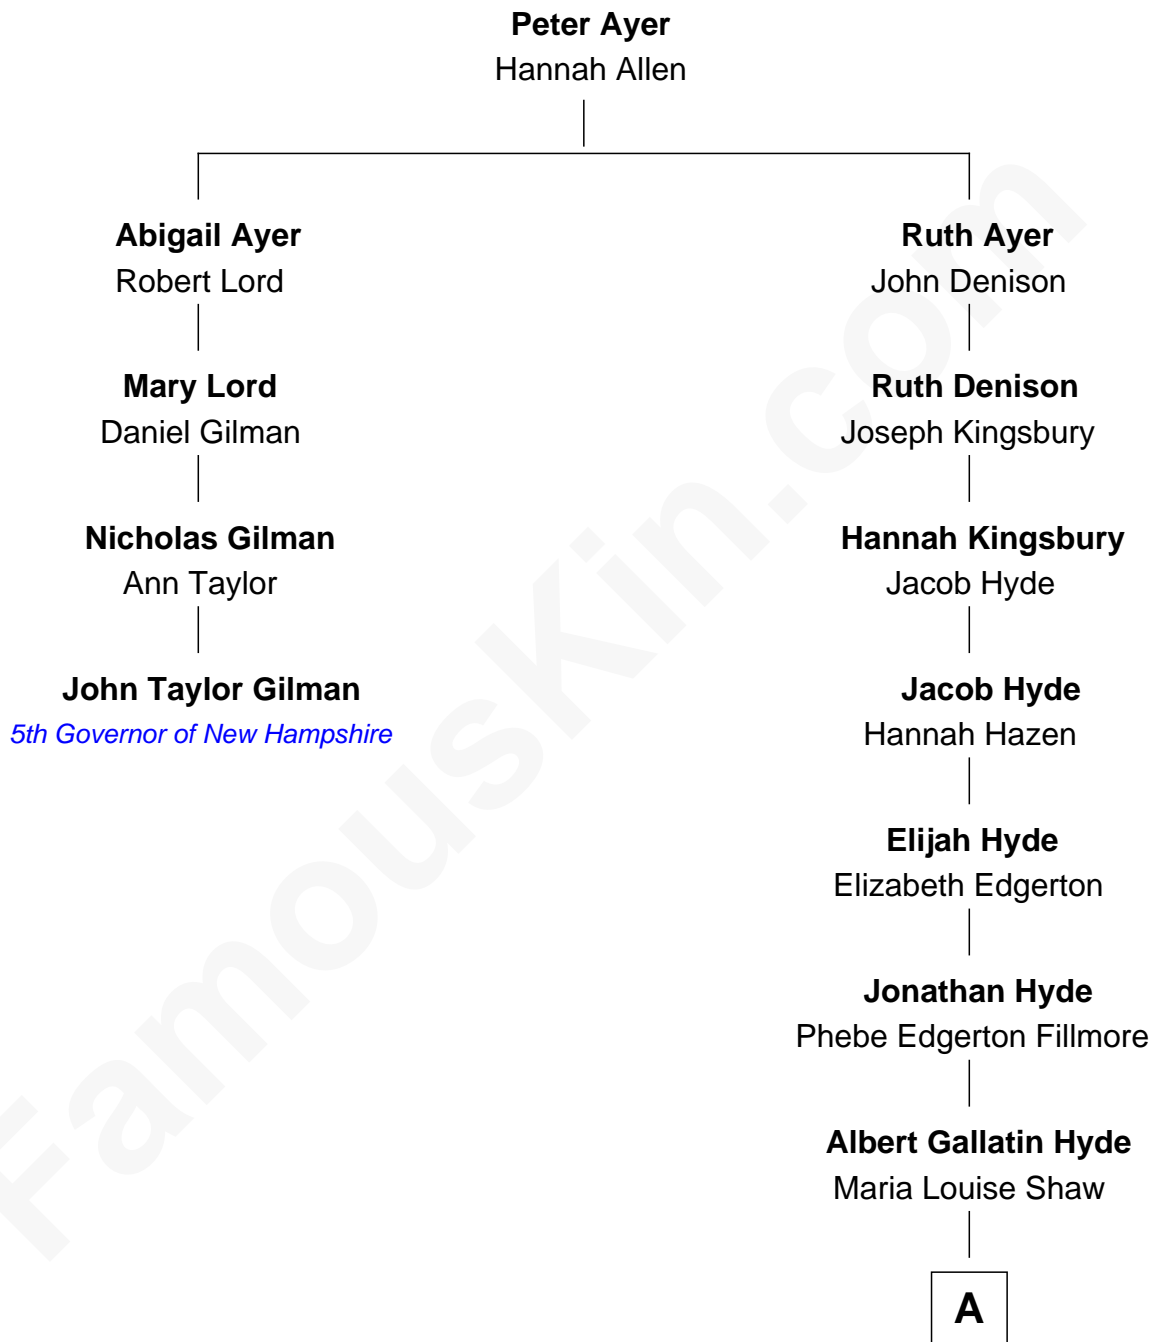 Peter Ayer
Hannah Allen
Abigail Ayer
Robert Lord
Mary Lord
Daniel Gilman
Nicholas Gilman
Ann Taylor
John Taylor Gilman
5th Governor of New Hampshire
Ruth Ayer
John Denison
Ruth Denison
Joseph Kingsbury
Hannah Kingsbury
Jacob Hyde
Jacob Hyde
Hannah Hazen
Elijah Hyde
Elizabeth Edgerton
Jonathan Hyde
Phebe Edgerton Fillmore
Albert Gallatin Hyde
Maria Louise Shaw
A
FamousKin.com